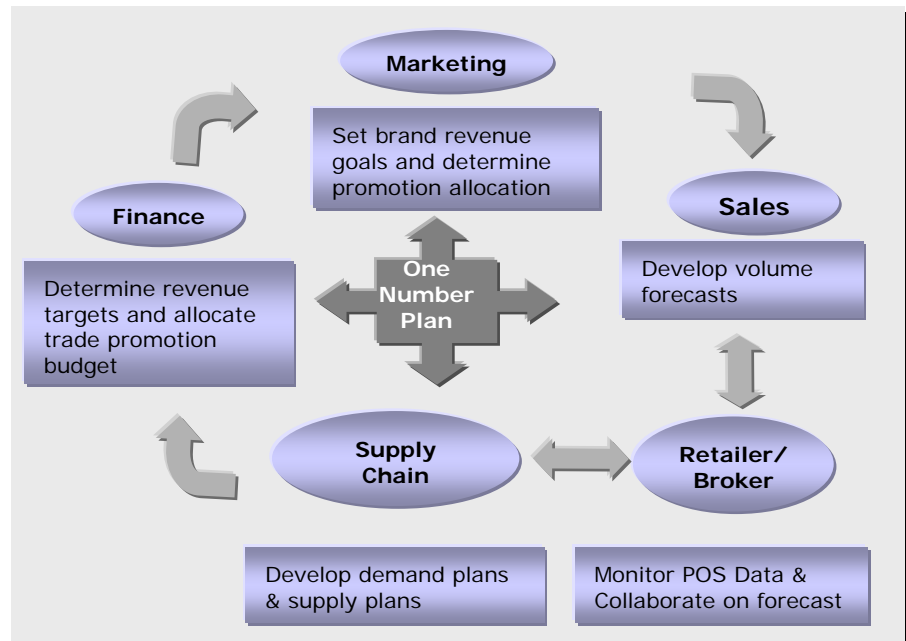 Marketing
Set brand revenue
goals and determine
promotion allocation
Finance
Determine revenue
targets and allocate
trade promotion
budget
One
Number
Plan
Sales
Develop volume
forecasts
Supply
Chain
Develop demand plans
& supply plans
Retailer/
Broker
Monitor POS Data &
Collaborate on forecast